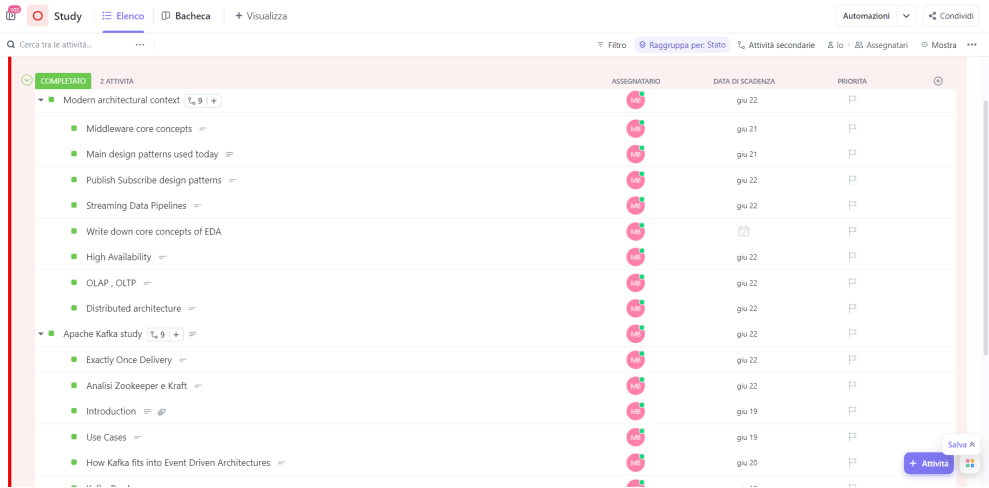 103
Study
Elenco
Bacheca
+ Visualizza
Automazioni
Condividi
Cerca tra le attività...
Filtro
Raggruppa per: Stato
Attività secondarie
Io
Assegnatari
Mostra
COMPLETATO 2 ATTIVITÀ ASSEGNATARIO DATA DI SCADENZA PRIORITÀ
Modern architectural context 9 + MB giu 22
Middleware core concepts MB giu 21
Main design patterns used today MB giu 21
Publish Subscribe design patterns MB giu 22
Streaming Data Pipelines MB giu 22
Write down core concepts of EDA MB
High Availability MB giu 22
OLAP , OLTP MB giu 22
Distributed architecture MB giu 22
Apache Kafka study 9 + MB giu 22
Exactly Once Delivery MB giu 22
Analisi Zookeeper e Kraft MB giu 22
Introduction MB giu 19
Use Cases MB giu 19
Salva
How Kafka fits into Event Driven Architectures MB giu 20
+ Attività